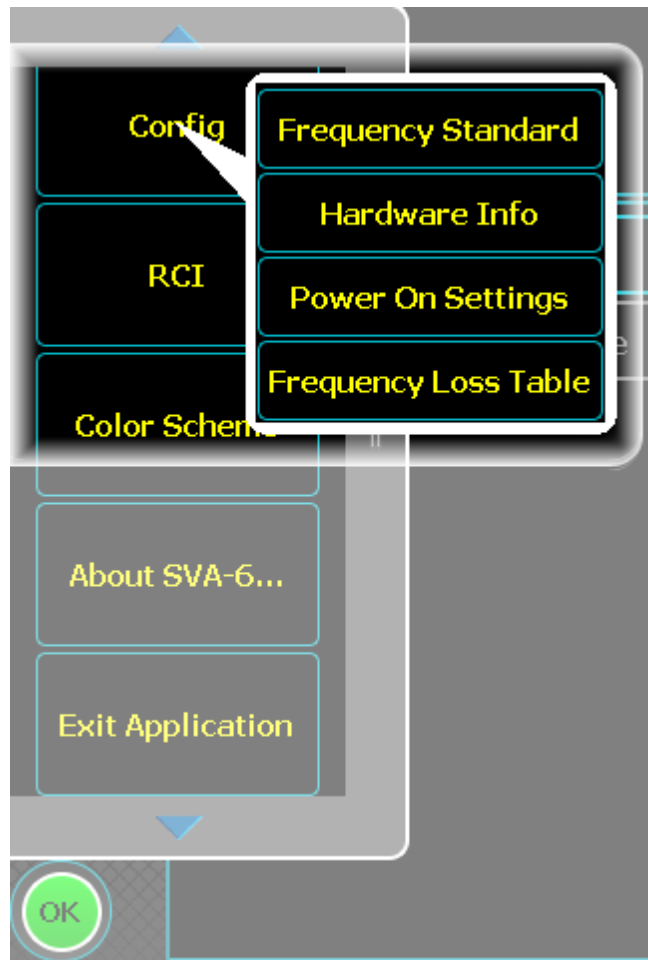 Config
Frequency Standard
Hardware Info
RCI
Power On Settings
Frequency Loss Table
Color Scheme
About SVA-6...
Exit Application
OK